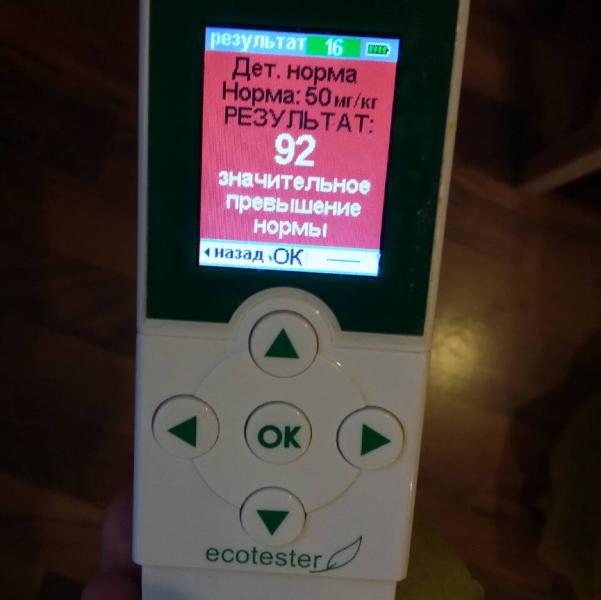 результат 16
Дет. норма
Норма: 50 мг/кг
РЕЗУЛЬТАТ:
92
значительное
превышение
нормы
назад OK
OK
ecotester